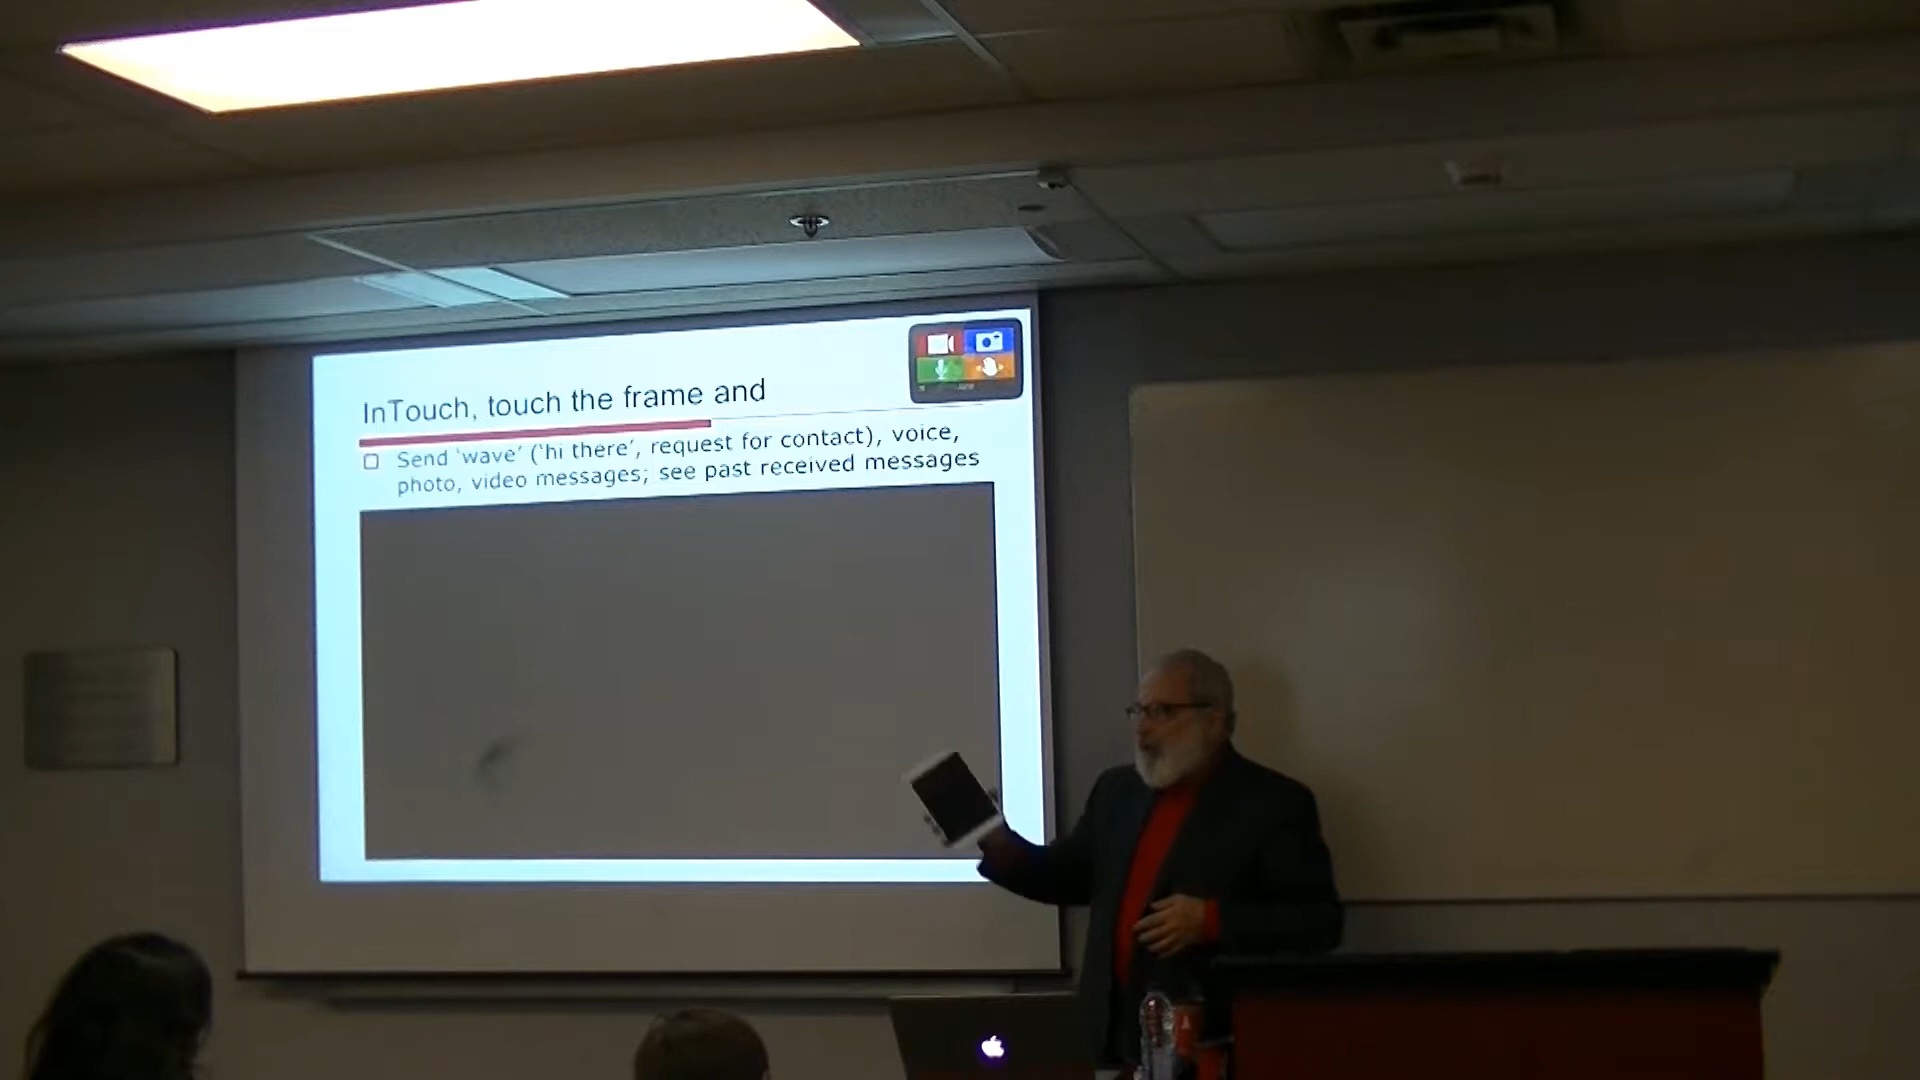 InTouch, touch the frame and
Send 'wave' ('hi there', request for contact), voice,
photo, video messages; see past received messages